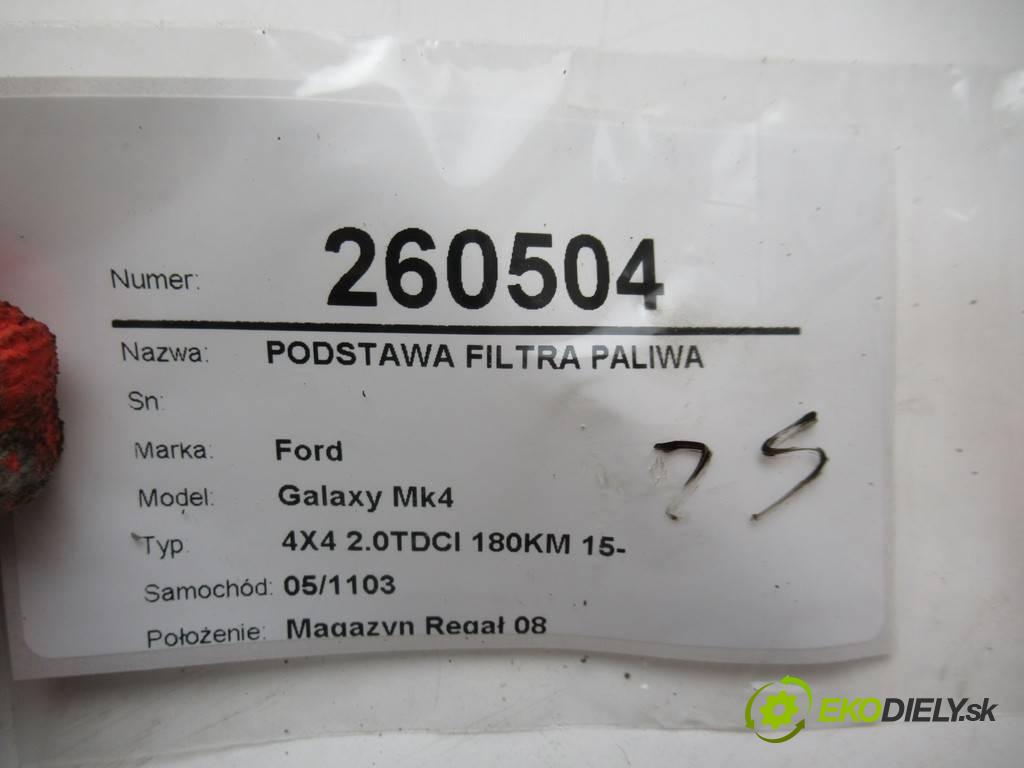 Numer: 260504
Nazwa: PODSTAWA FILTRA PALIWA
Sn:
Marka: Ford
Model: Galaxy Mk4
Typ: 4X4 2.0TDCI 180KM 15-
Samochód: 05/1103
Położenie: Magazyn Regał 08
EKODIELY.sk